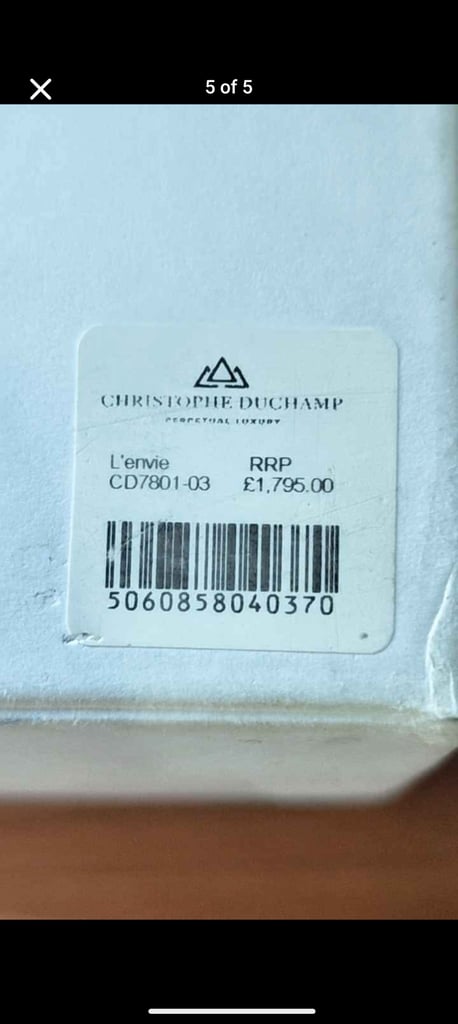 5 of 5
CHRISTOPHE DUCHAMP
PERPETUAL LUXURY
L'envie RRP
CD7801-03 £1,795.00
5060858040370